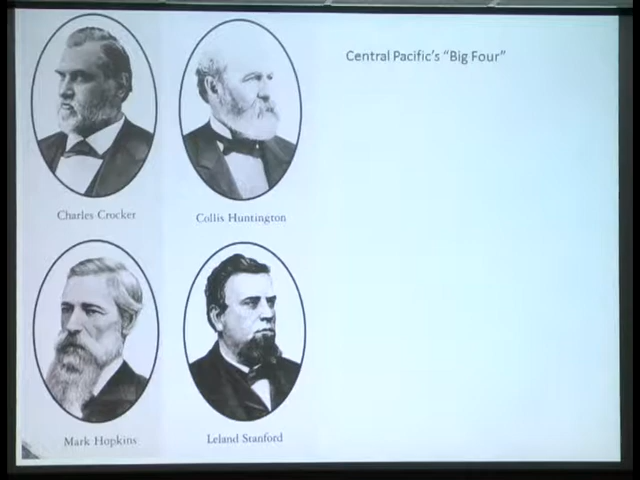 Central Pacific's "Big Four"
Charles Crocker
Collis Huntington
Mark Hopkins
Leland Stanford